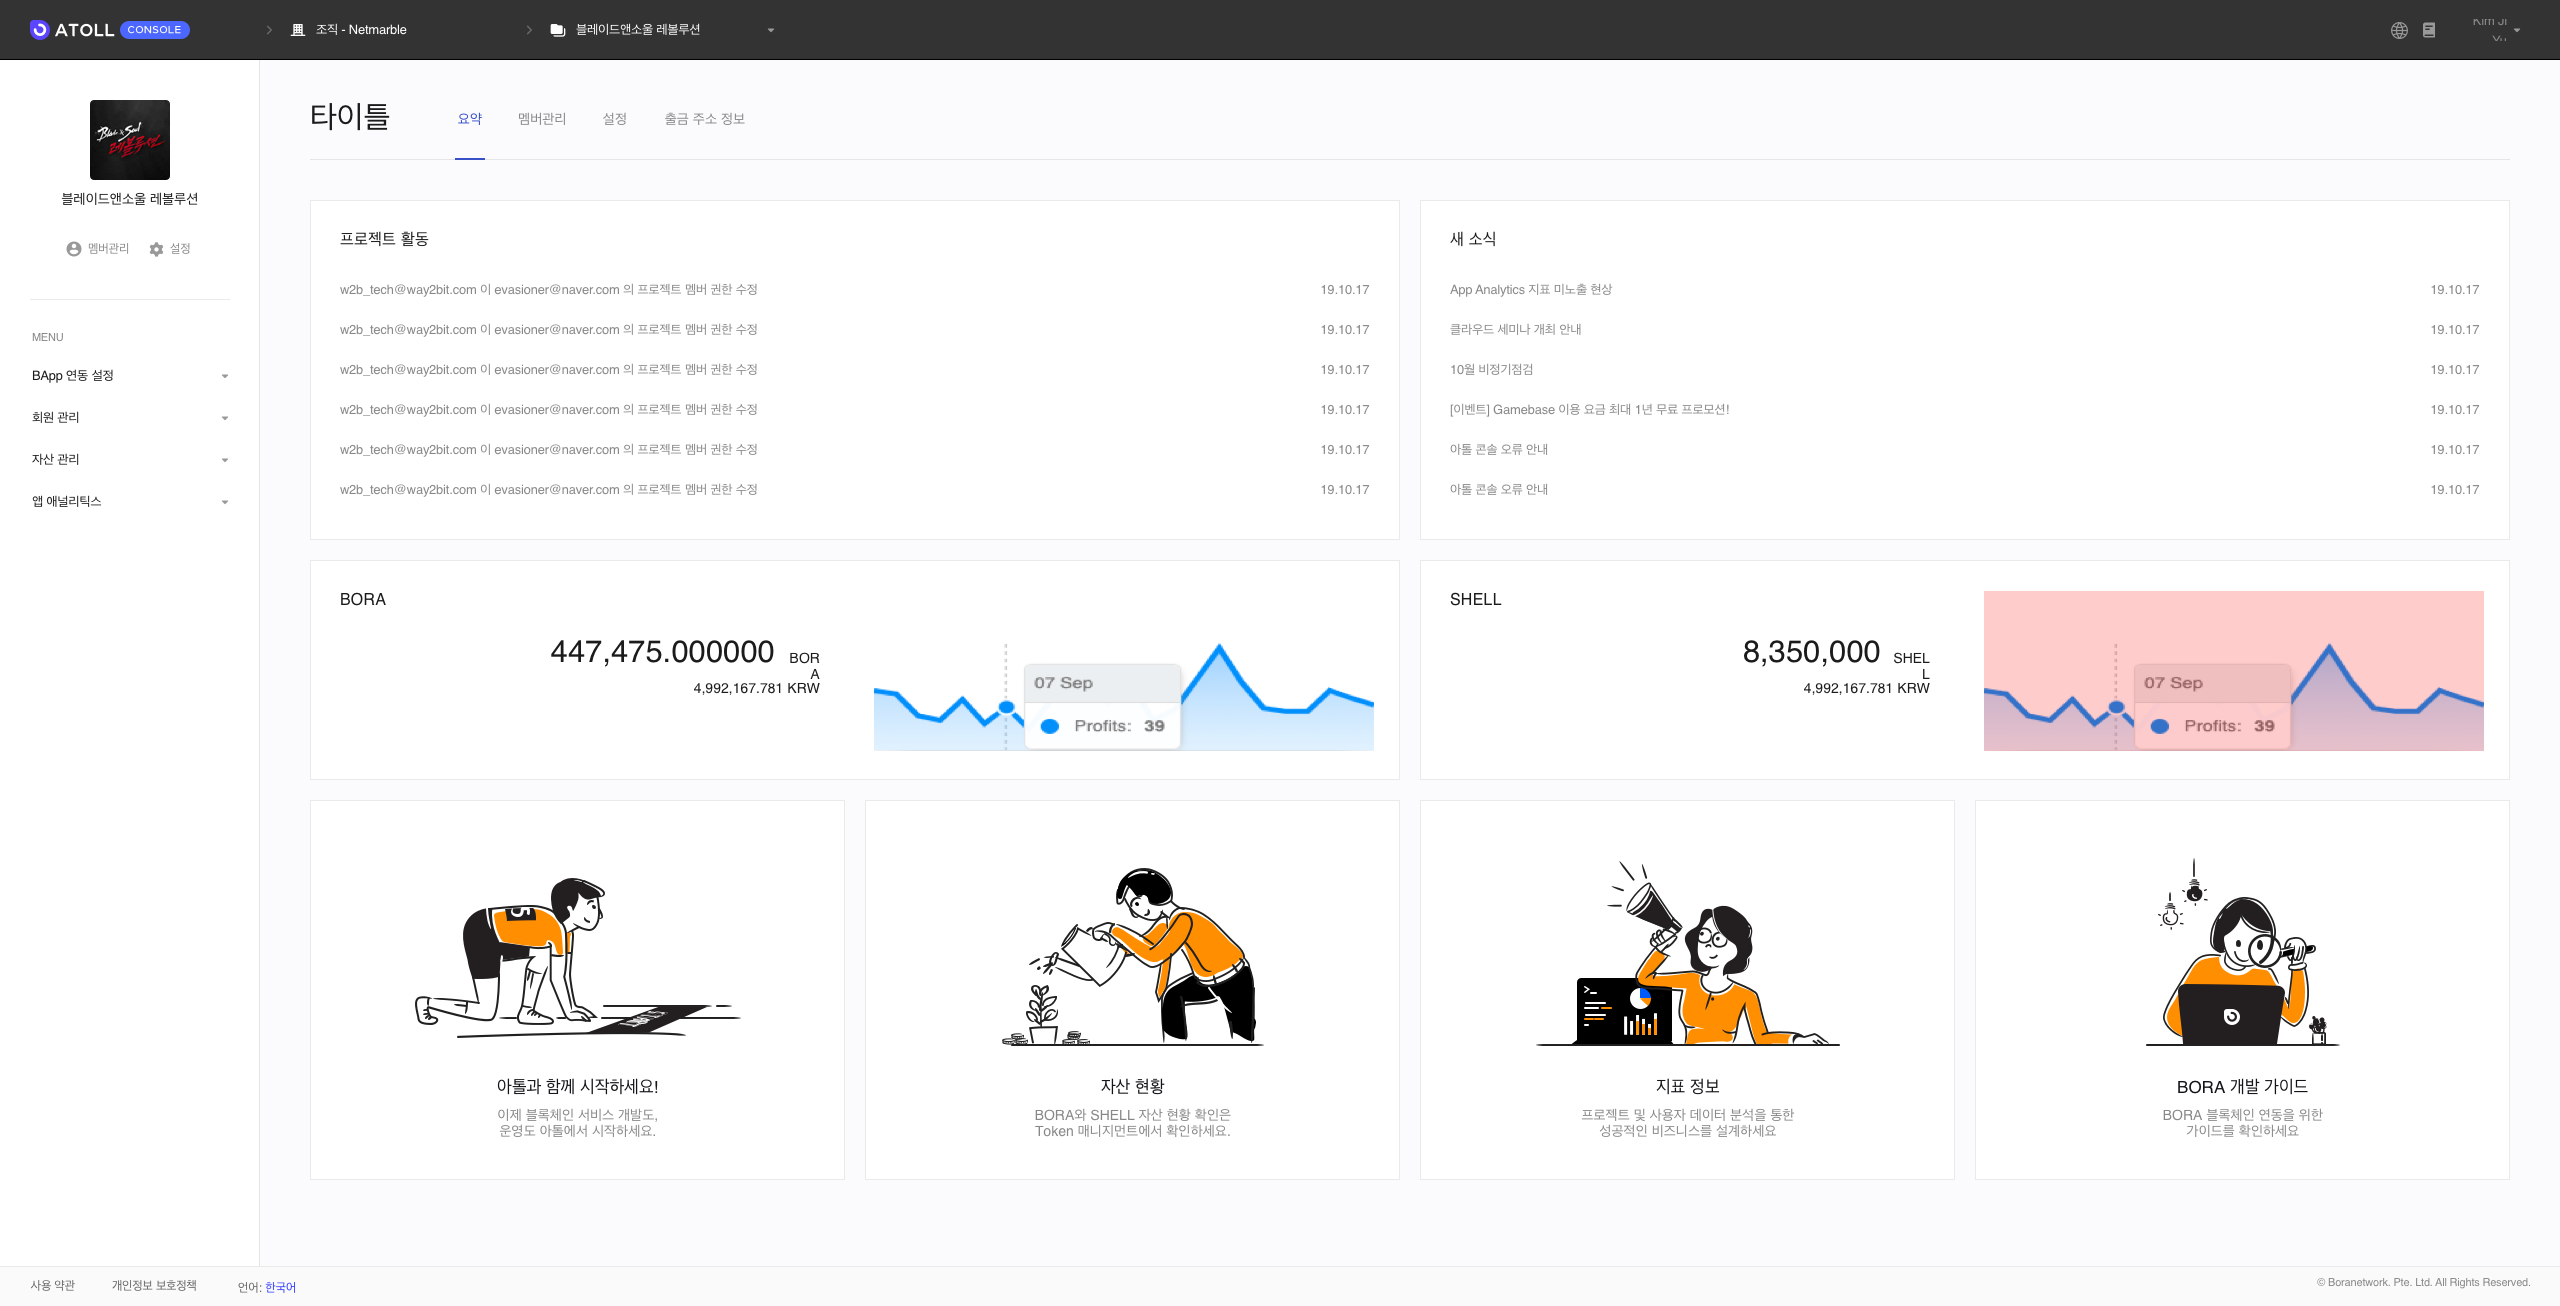 ATOLL CONSOLE
조직 - Netmarble
블레이드앤소울 레볼루션
Blade & Soul
레볼루션
블레이드앤소울 레볼루션
멤버관리
설정
MENU
BApp 연동 설정
회원 관리
자산 관리
앱 애널리틱스
타이틀
요약
멤버관리
설정
출금 주소 정보
프로젝트 활동
w2b_tech@way2bit.com 이 evasioner@naver.com 의 프로젝트 멤버 권한 수정 19.10.17
w2b_tech@way2bit.com 이 evasioner@naver.com 의 프로젝트 멤버 권한 수정 19.10.17
w2b_tech@way2bit.com 이 evasioner@naver.com 의 프로젝트 멤버 권한 수정 19.10.17
w2b_tech@way2bit.com 이 evasioner@naver.com 의 프로젝트 멤버 권한 수정 19.10.17
w2b_tech@way2bit.com 이 evasioner@naver.com 의 프로젝트 멤버 권한 수정 19.10.17
w2b_tech@way2bit.com 이 evasioner@naver.com 의 프로젝트 멤버 권한 수정 19.10.17
새 소식
App Analytics 지표 미노출 현상 19.10.17
클라우드 세미나 개최 안내 19.10.17
10월 비정기점검 19.10.17
[이벤트] Gamebase 이용 요금 최대 1년 무료 프로모션! 19.10.17
아톨 콘솔 오류 안내 19.10.17
아톨 콘솔 오류 안내 19.10.17
BORA
447,475.000000 BOR
A
4,992,167.781 KRW
07 Sep
Profits: 39
SHELL
8,350,000 SHEL
L
4,992,167.781 KRW
07 Sep
Profits: 39
아톨과 함께 시작하세요!
이제 블록체인 서비스 개발도,
운영도 아톨에서 시작하세요.
자산 현황
BORA와 SHELL 자산 현황 확인은
Token 매니지먼트에서 확인하세요.
지표 정보
프로젝트 및 사용자 데이터 분석을 통한
성공적인 비즈니스를 설계하세요
BORA 개발 가이드
BORA 블록체인 연동을 위한
가이드를 확인하세요
사용 약관
개인정보 보호정책
언어: 한국어
© Boranetwork. Pte. Ltd. All Rights Reserved.